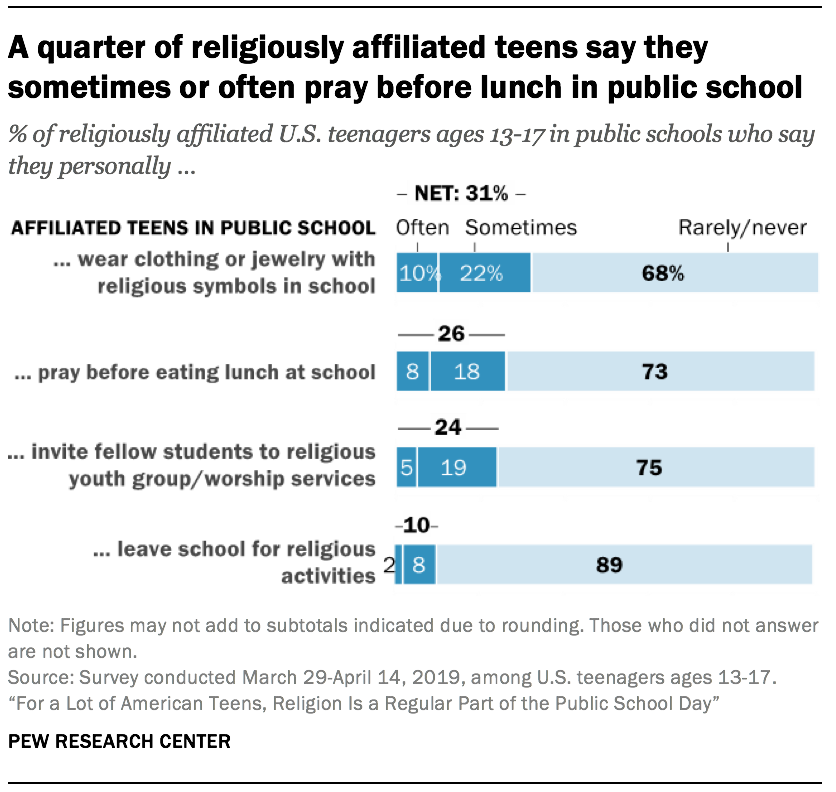 A quarter of religiously affiliated teens say they
sometimes or often pray before lunch in public school
% of religiously affiliated U.S. teenagers ages 13-17 in public schools who say
they personally ...
– NET: 31% –
AFFILIATED TEENS IN PUBLIC SCHOOL Often Sometimes Rarely/never
... wear clothing or jewelry with
religious symbols in school
10% 22% 68%
26
... pray before eating lunch at school 8 18 73
24
... invite fellow students to religious
youth group/worship services
5 19 75
10
... leave school for religious
activities
2 8 89
Note: Figures may not add to subtotals indicated due to rounding. Those who did not answer
are not shown.
Source: Survey conducted March 29-April 14, 2019, among U.S. teenagers ages 13-17.
“For a Lot of American Teens, Religion Is a Regular Part of the Public School Day”
PEW RESEARCH CENTER